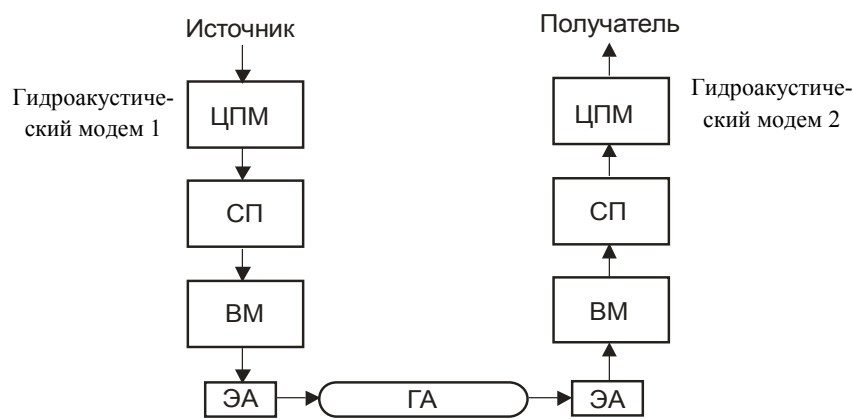 Источник
Получатель
Гидроакустиче-
ский модем 1
ЦПМ
ЦПМ
Гидроакустиче-
ский модем 2
СП
СП
ВМ
ВМ
ЭА
ГА
ЭА